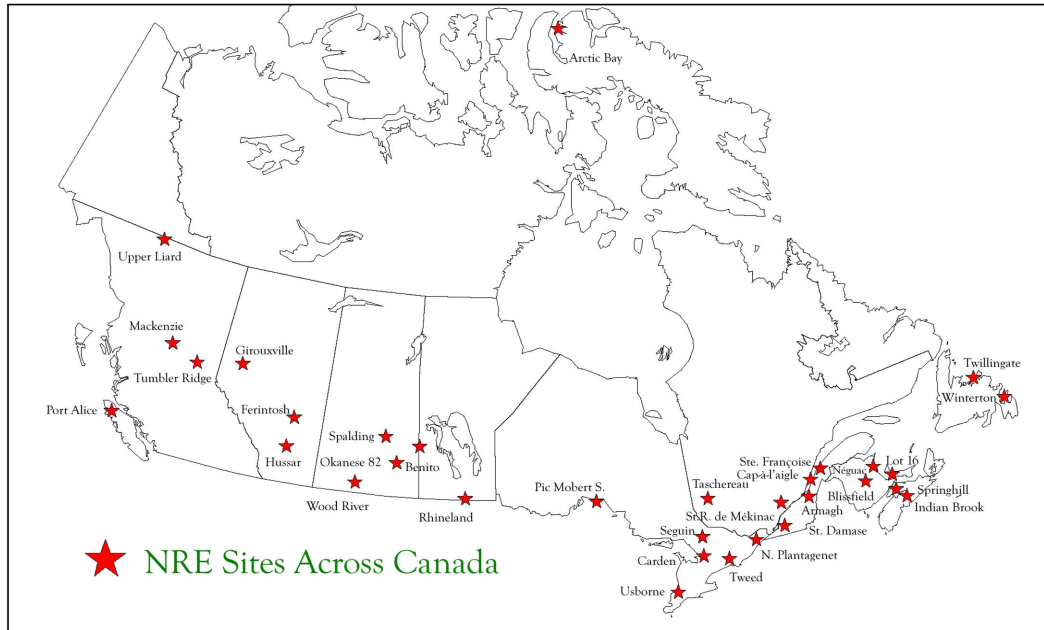 Arctic Bay
Upper Liard
Mackenzie
Tumbler Ridge
Girouxville
Port Alice
Ferintosh
Hussar
Spalding
Okanese 82
Benito
Wood River
Rhineland
Twillingate
Winterton
Ste. Françoise
Cap-à-l'aigle
Néguac
Lot 16
Taschereau
Blissfield
Springhill
Indian Brook
Pic Mobert S.
St.R. de Mékinac
Armagh
St. Damase
Seguin
N. Plantagenet
Carden
Tweed
Usborne
NRE Sites Across Canada